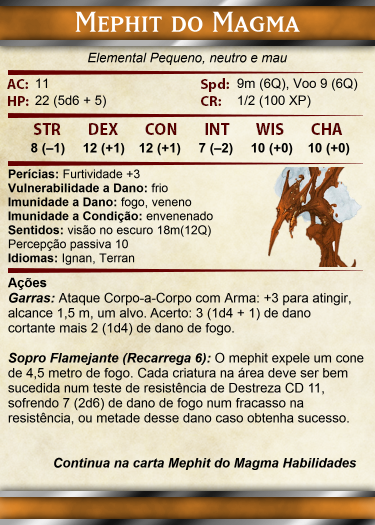 Mephit do Magma
Elemental Pequeno, neutro e mau
AC: 11 Spd: 9m (6Q), Voo 9 (6Q)
HP: 22 (5d6 + 5) CR: 1/2 (100 XP)
STR DEX CON INT WIS CHA
8 (–1) 12 (+1) 12 (+1) 7 (–2) 10 (+0) 10 (+0)
Perícias: Furtividade +3
Vulnerabilidade a Dano: frio
Imunidade a Dano: fogo, veneno
Imunidade a Condição: envenenado
Sentidos: visão no escuro 18m(12Q)
Percepção passiva 10
Idiomas: Ignan, Terran
Ações
Garras: Ataque Corpo-a-Corpo com Arma: +3 para atingir,
alcance 1,5 m, um alvo. Acerto: 3 (1d4 + 1) de dano
cortante mais 2 (1d4) de dano de fogo.
Sopro Flamejante (Recarrega 6): O mephit expele um cone
de 4,5 metro de fogo. Cada criatura na área deve ser bem
sucedida num teste de resistência de Destreza CD 11,
sofrendo 7 (2d6) de dano de fogo num fracasso na
resistência, ou metade desse dano caso obtenha sucesso.
Continua na carta Mephit do Magma Habilidades